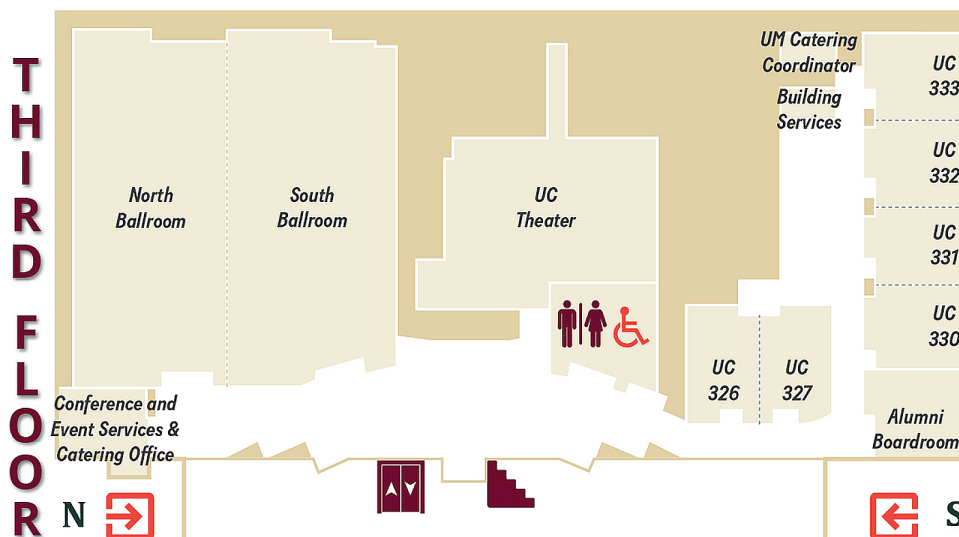 THIRD FLOOR
UM Catering
Coordinator
Building
Services
UC
333
UC
332
UC
331
UC
330
North
Ballroom
South
Ballroom
UC
Theater
UC
326
UC
327
Conference and
Event Services &
Catering Office
Alumni
Boardroom
N
S